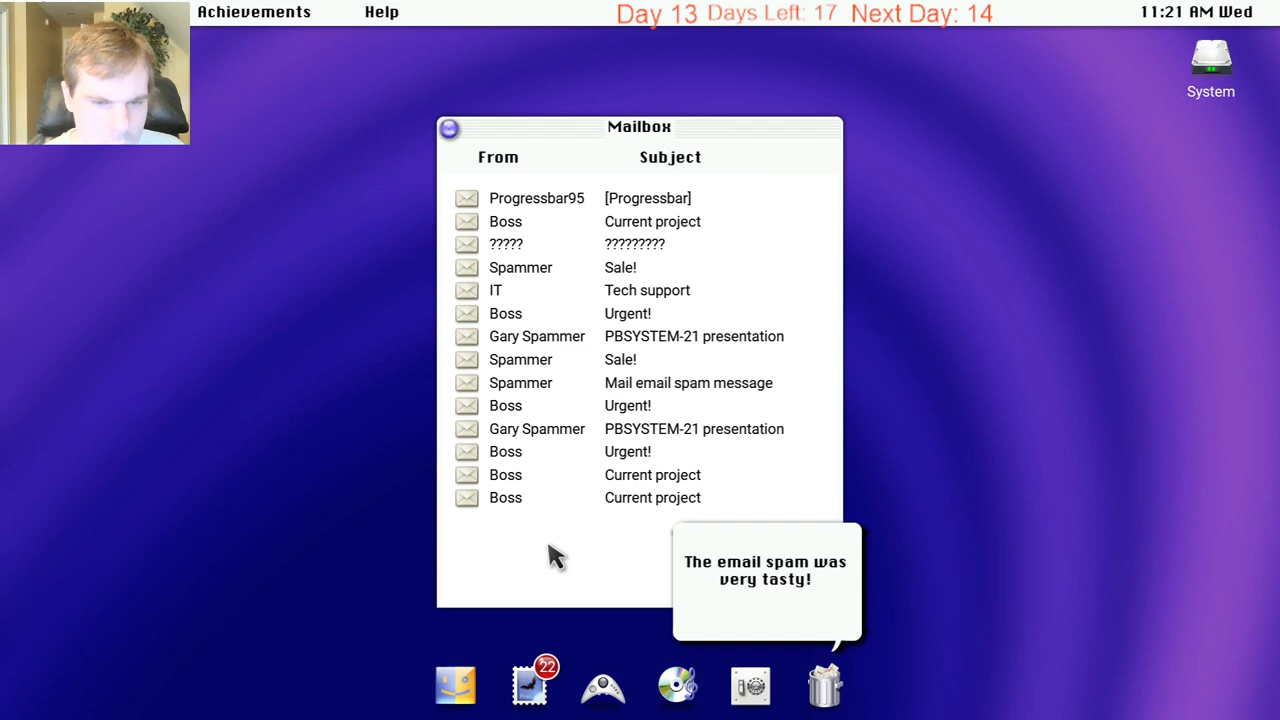 Achievements Help Day 13 Days Left: 17 Next Day: 14 11:21 AM Wed
System
Mailbox
From Subject
Progressbar95 [Progressbar]
Boss Current project
????? ?????????
Spammer Sale!
IT Tech support
Boss Urgent!
Gary Spammer PBSYSTEM-21 presentation
Spammer Sale!
Spammer Mail email spam message
Boss Urgent!
Gary Spammer PBSYSTEM-21 presentation
Boss Urgent!
Boss Current project
Boss Current project
The email spam was
very tasty!
22